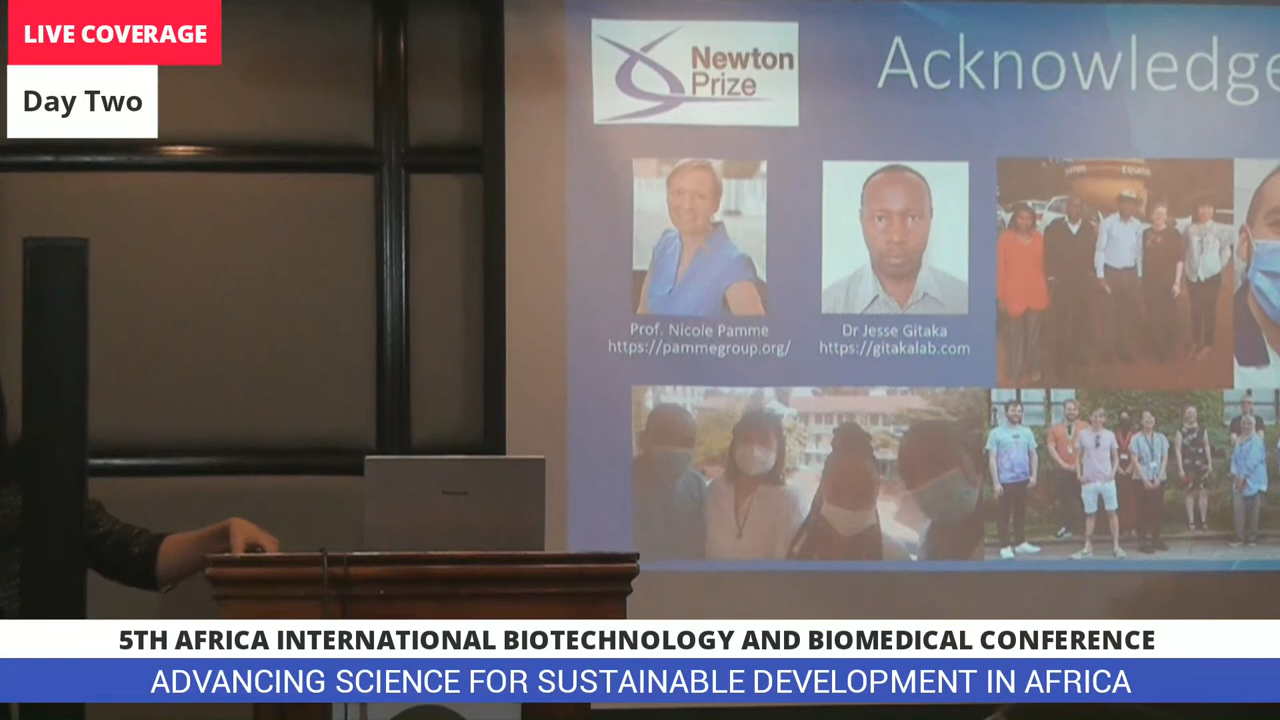 LIVE COVERAGE
Day Two
Newton
Prize
Acknowledge
Prof. Nicole Pamme
https://pammegroup.org/
Dr Jesse Gitaka
https://gitakalab.com
5TH AFRICA INTERNATIONAL BIOTECHNOLOGY AND BIOMEDICAL CONFERENCE
ADVANCING SCIENCE FOR SUSTAINABLE DEVELOPMENT IN AFRICA